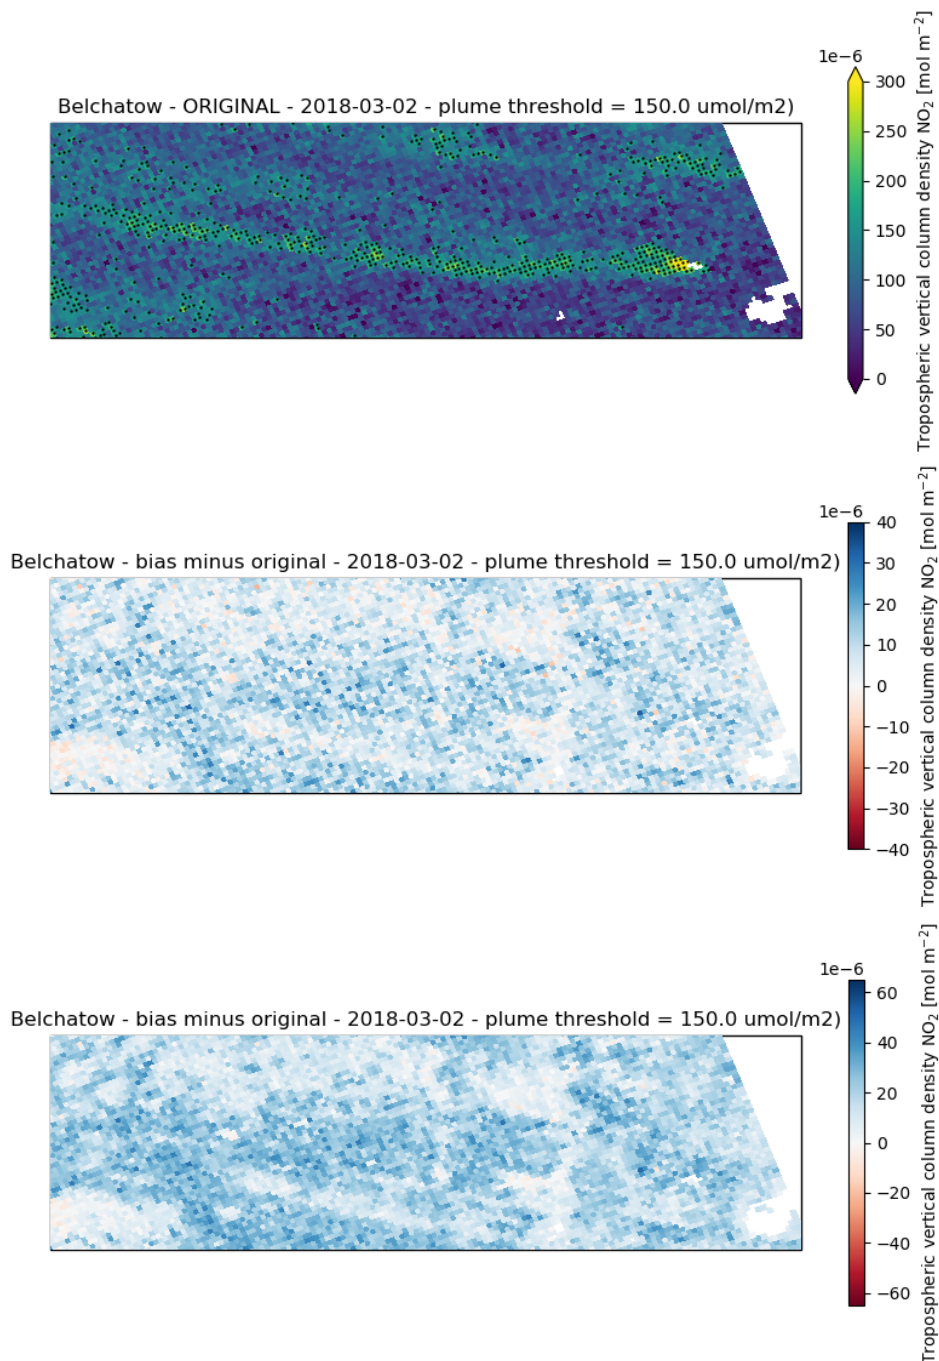 1e−6
Belchatow - ORIGINAL - 2018-03-02 - plume threshold = 150.0 umol/m2)
300
250
200
150
100
50
0
Tropospheric vertical column density NO₂ [mol m⁻²]
1e−6
Belchatow - bias minus original - 2018-03-02 - plume threshold = 150.0 umol/m2)
40
30
20
10
0
−10
−20
−30
−40
Tropospheric vertical column density NO₂ [mol m⁻²]
1e−6
Belchatow - bias minus original - 2018-03-02 - plume threshold = 150.0 umol/m2)
60
40
20
0
−20
−40
−60
Tropospheric vertical column density NO₂ [mol m⁻²]